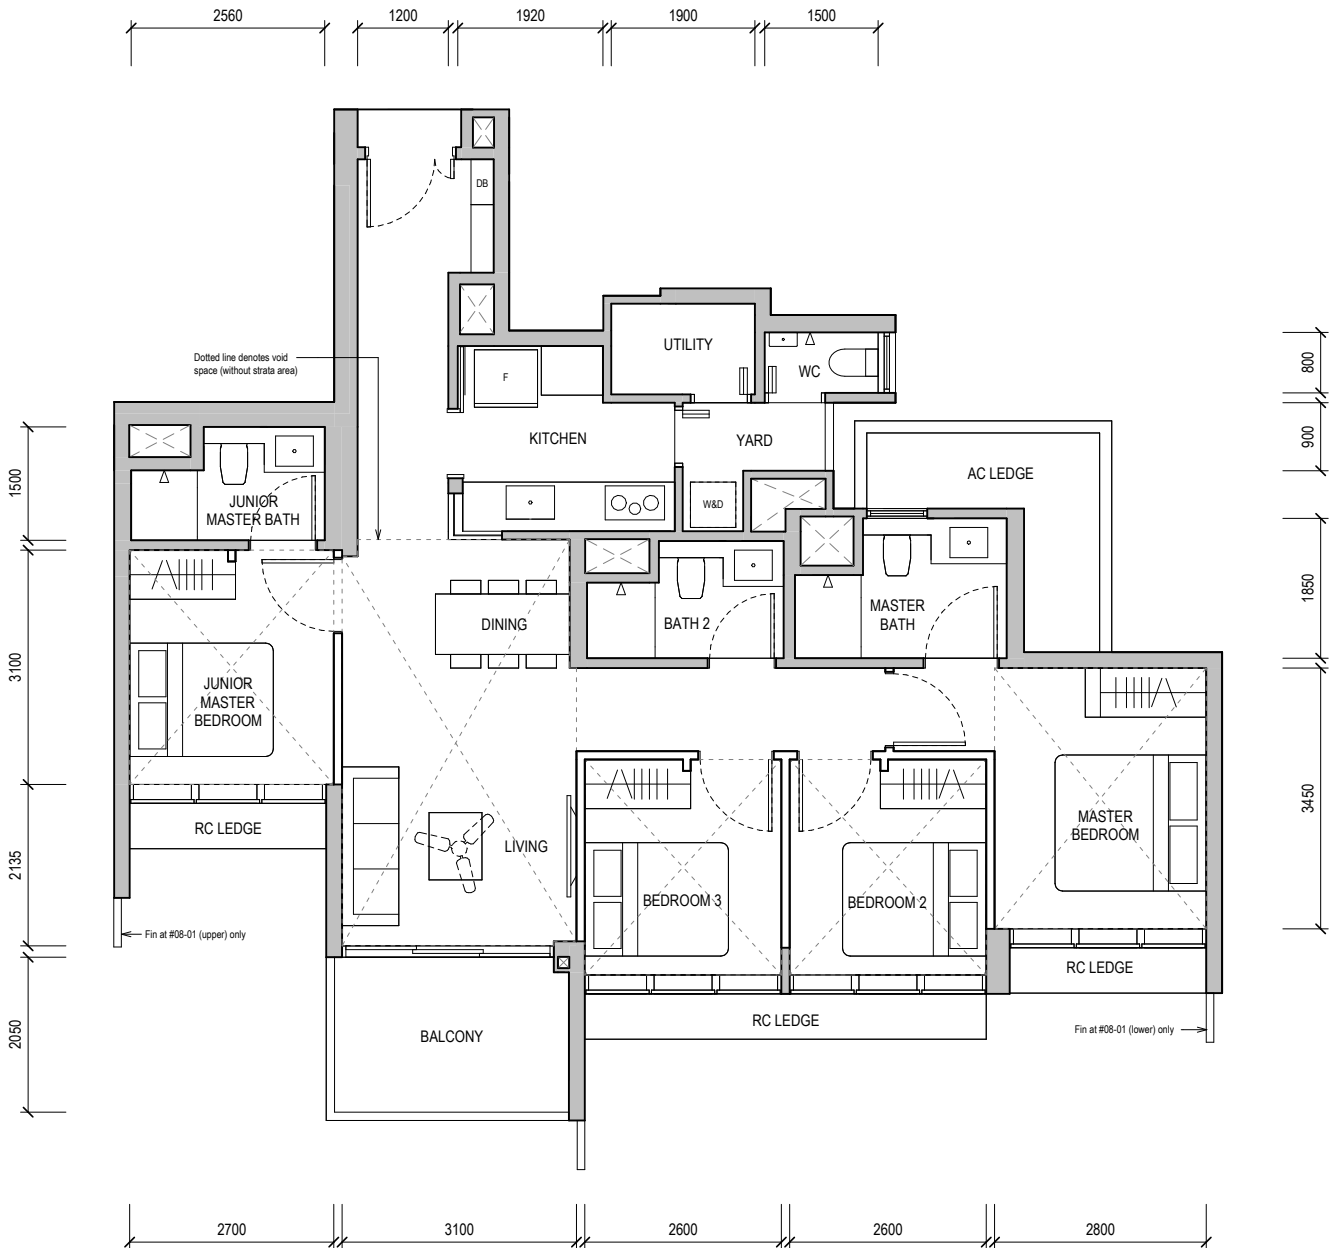 2560
1200
1920
1900
1500
DB
Dotted line denotes void
space (without strata area)
UTILITY
WC
F
KITCHEN
YARD
AC LEDGE
W&D
800
900
1850
3450
1500
3100
2135
2050
JUNIOR
MASTER BATH
DINING
BATH 2
MASTER
BATH
JUNIOR
MASTER
BEDROOM
RC LEDGE
LIVING
MASTER
BEDROOM
BEDROOM 3
BEDROOM 2
Fin at #08-01 (upper) only
RC LEDGE
RC LEDGE
Fin at #08-01 (lower) only
BALCONY
2700
3100
2600
2600
2800